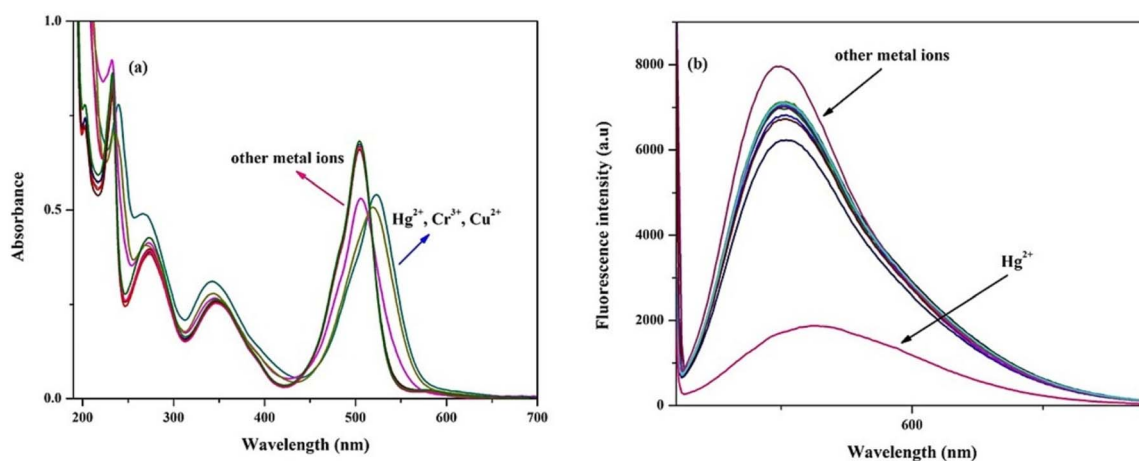 (a)
1.0
0.5
0.0
Absorbance
other metal ions
Hg²⁺, Cr³⁺, Cu²⁺
200 300 400 500 600 700
Wavelength (nm)
(b)
8000
6000
4000
2000
0
Fluorescence intensity (a.u)
other metal ions
Hg²⁺
600
Wavelength (nm)